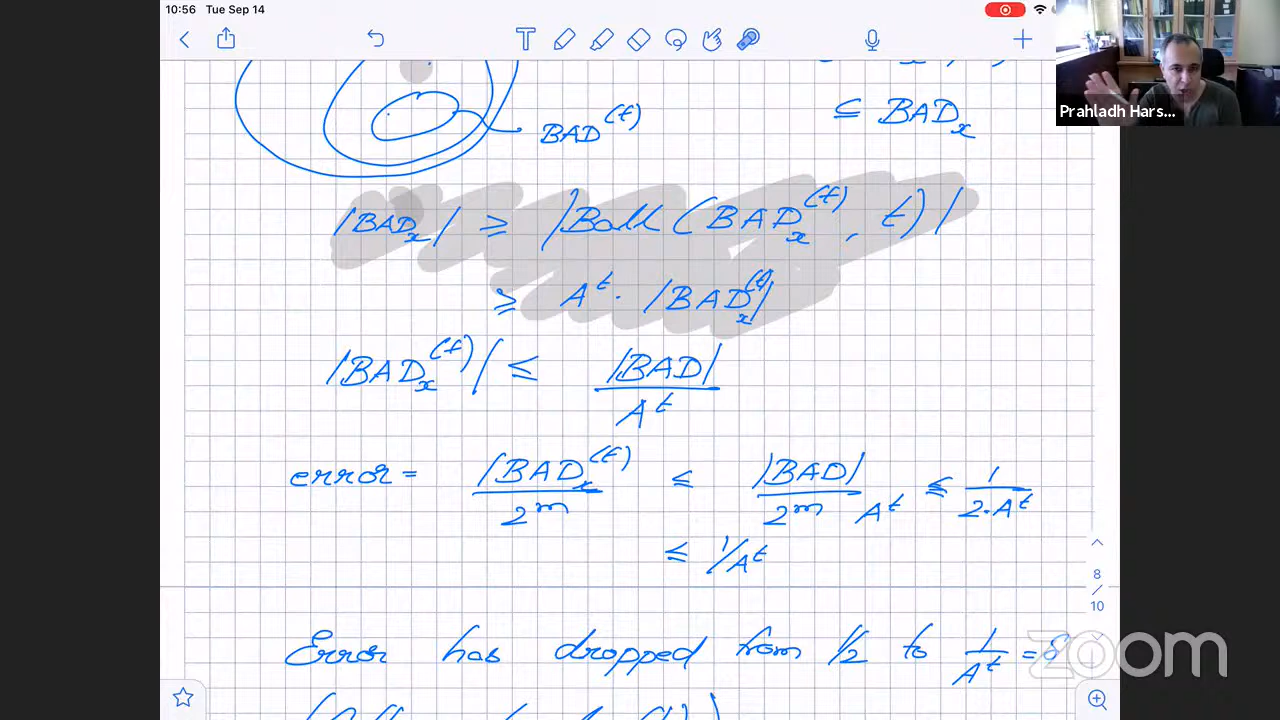 10:56 Tue Sep 14
Prahladh Hars...
BAD^(t)
⊆ BAD_x
|BAD_x| ≥ |Ball(BAD_x^(t), t)|
≥ A^t · |BAD_x^(t)|
|BAD_x^(t)| ≤ |BAD| / A^t
error = |BAD_x^(t)| / 2^m ≤ |BAD| / 2^m A^t ≤ 1 / 2·A^t
≤ 1/A^t
8
/
10
Error has dropped from 1/2 to 1/A^t =
zoom